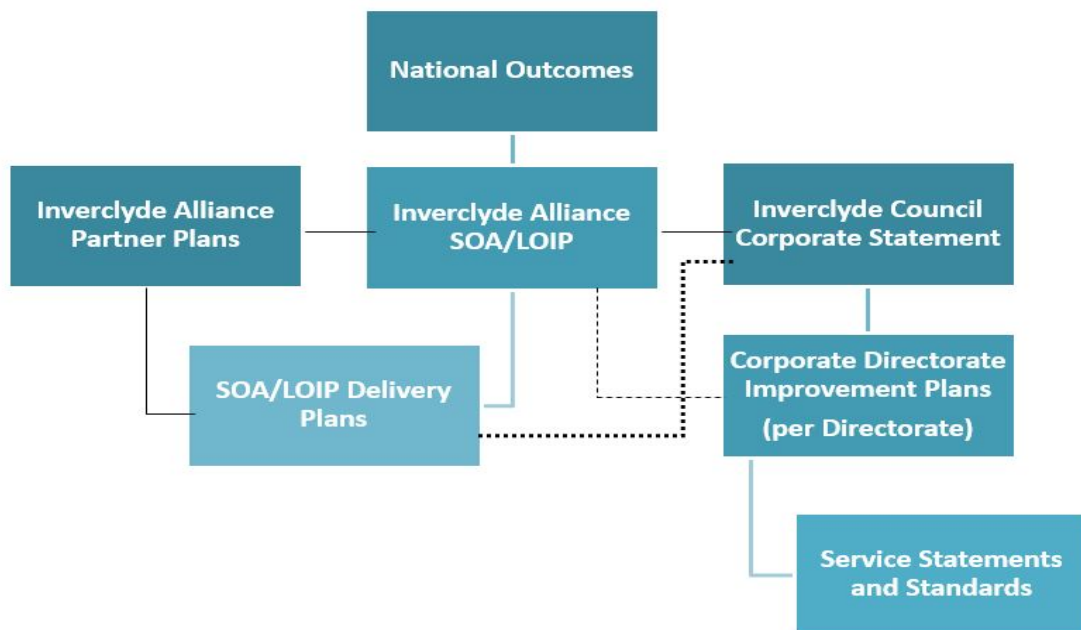 National Outcomes
Inverclyde Alliance
Partner Plans
Inverclyde Alliance
SOA/LOIP
Inverclyde Council
Corporate Statement
SOA/LOIP Delivery
Plans
Corporate Directorate
Improvement Plans
(per Directorate)
Service Statements
and Standards